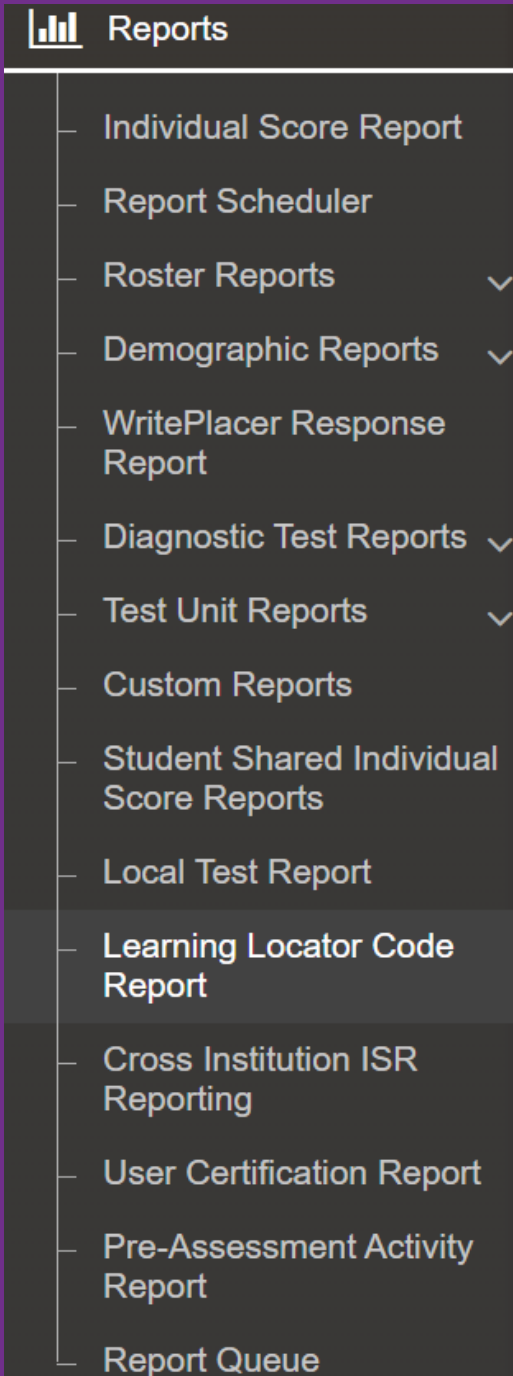 Reports
Individual Score Report
Report Scheduler
Roster Reports
Demographic Reports
WritePlacer Response
Report
Diagnostic Test Reports
Test Unit Reports
Custom Reports
Student Shared Individual
Score Reports
Local Test Report
Learning Locator Code
Report
Cross Institution ISR
Reporting
User Certification Report
Pre-Assessment Activity
Report
Report Queue